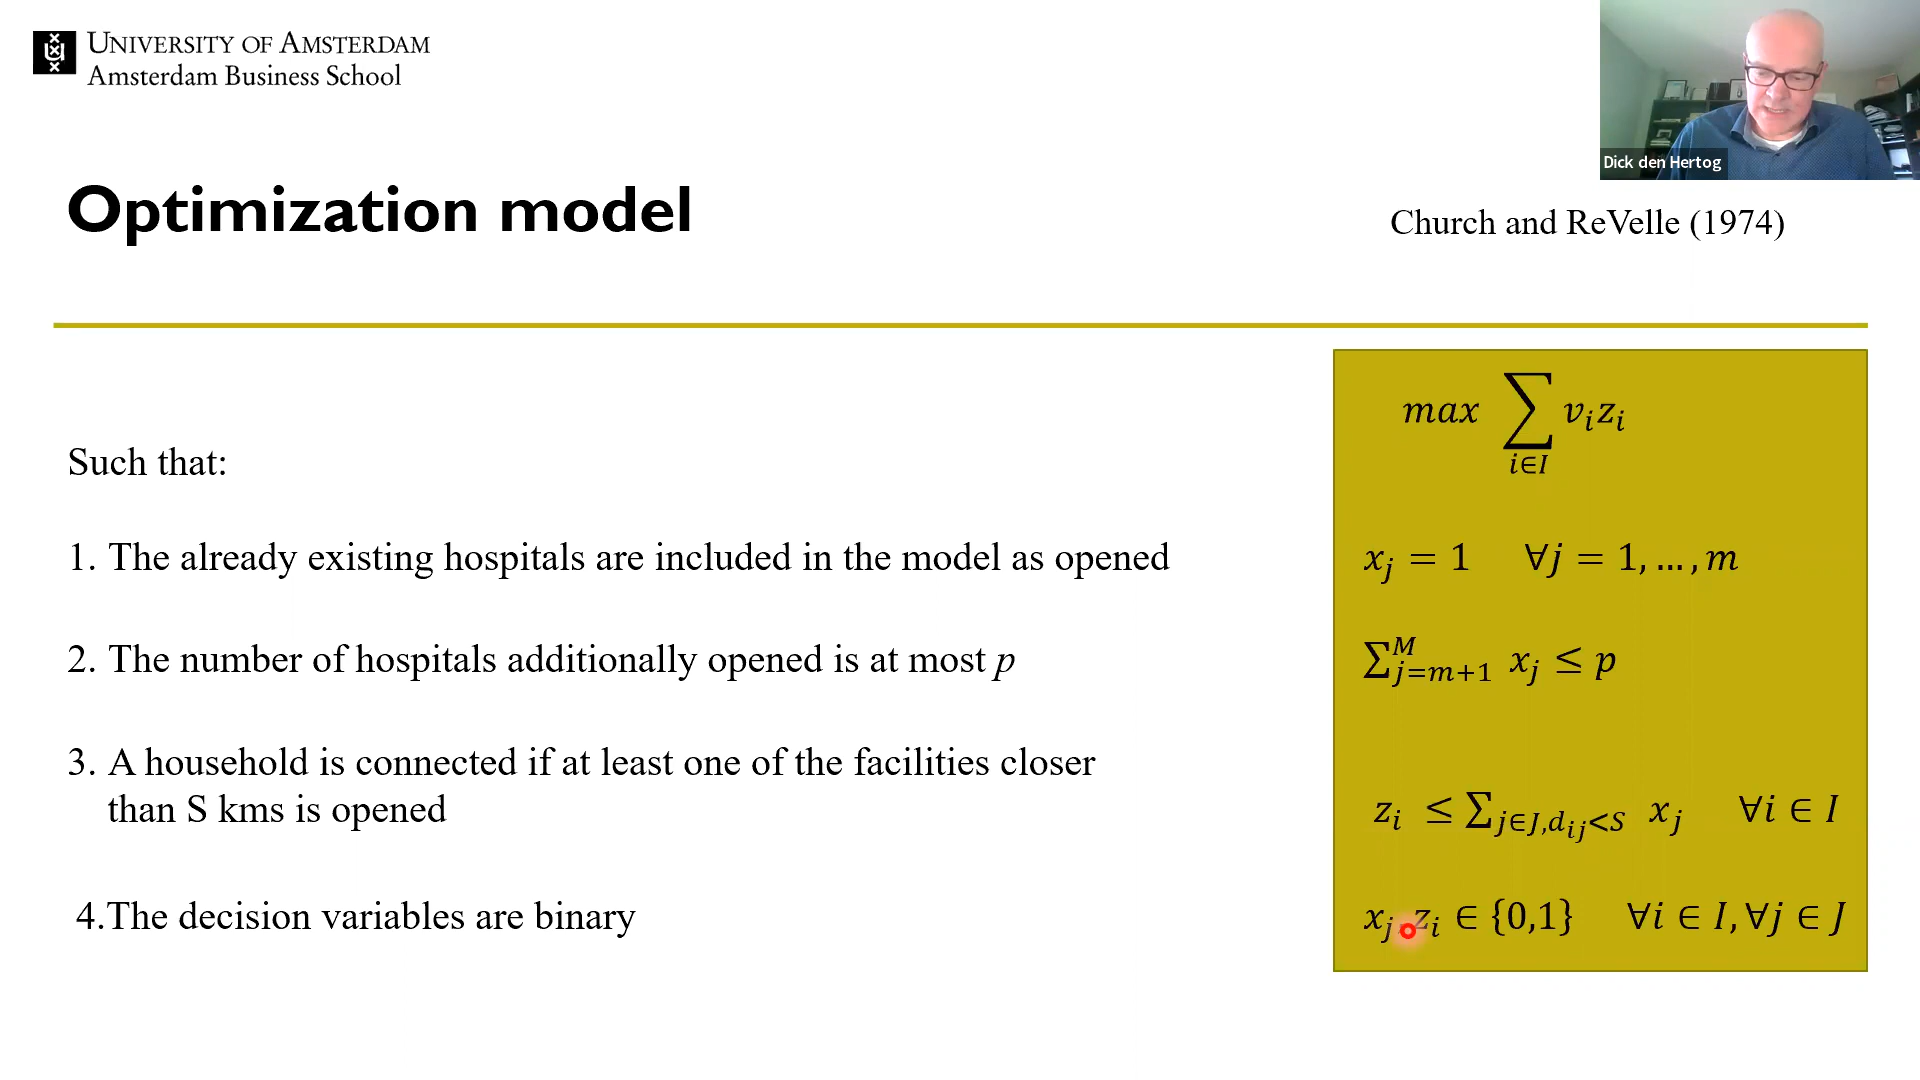 UNIVERSITY OF AMSTERDAM
Amsterdam Business School
Dick den Hertog
Optimization model
Church and ReVelle (1974)
max ∑_{i∈I} v_i z_i
Such that:
1. The already existing hospitals are included in the model as opened
x_j = 1 ∀j = 1, … , m
2. The number of hospitals additionally opened is at most p
∑_{j=m+1}^{M} x_j ≤ p
3. A household is connected if at least one of the facilities closer
than S kms is opened
z_i ≤ ∑_{j∈J,d_{ij}<S} x_j ∀i ∈ I
4.The decision variables are binary
x_j, z_i ∈ {0,1} ∀i ∈ I, ∀j ∈ J